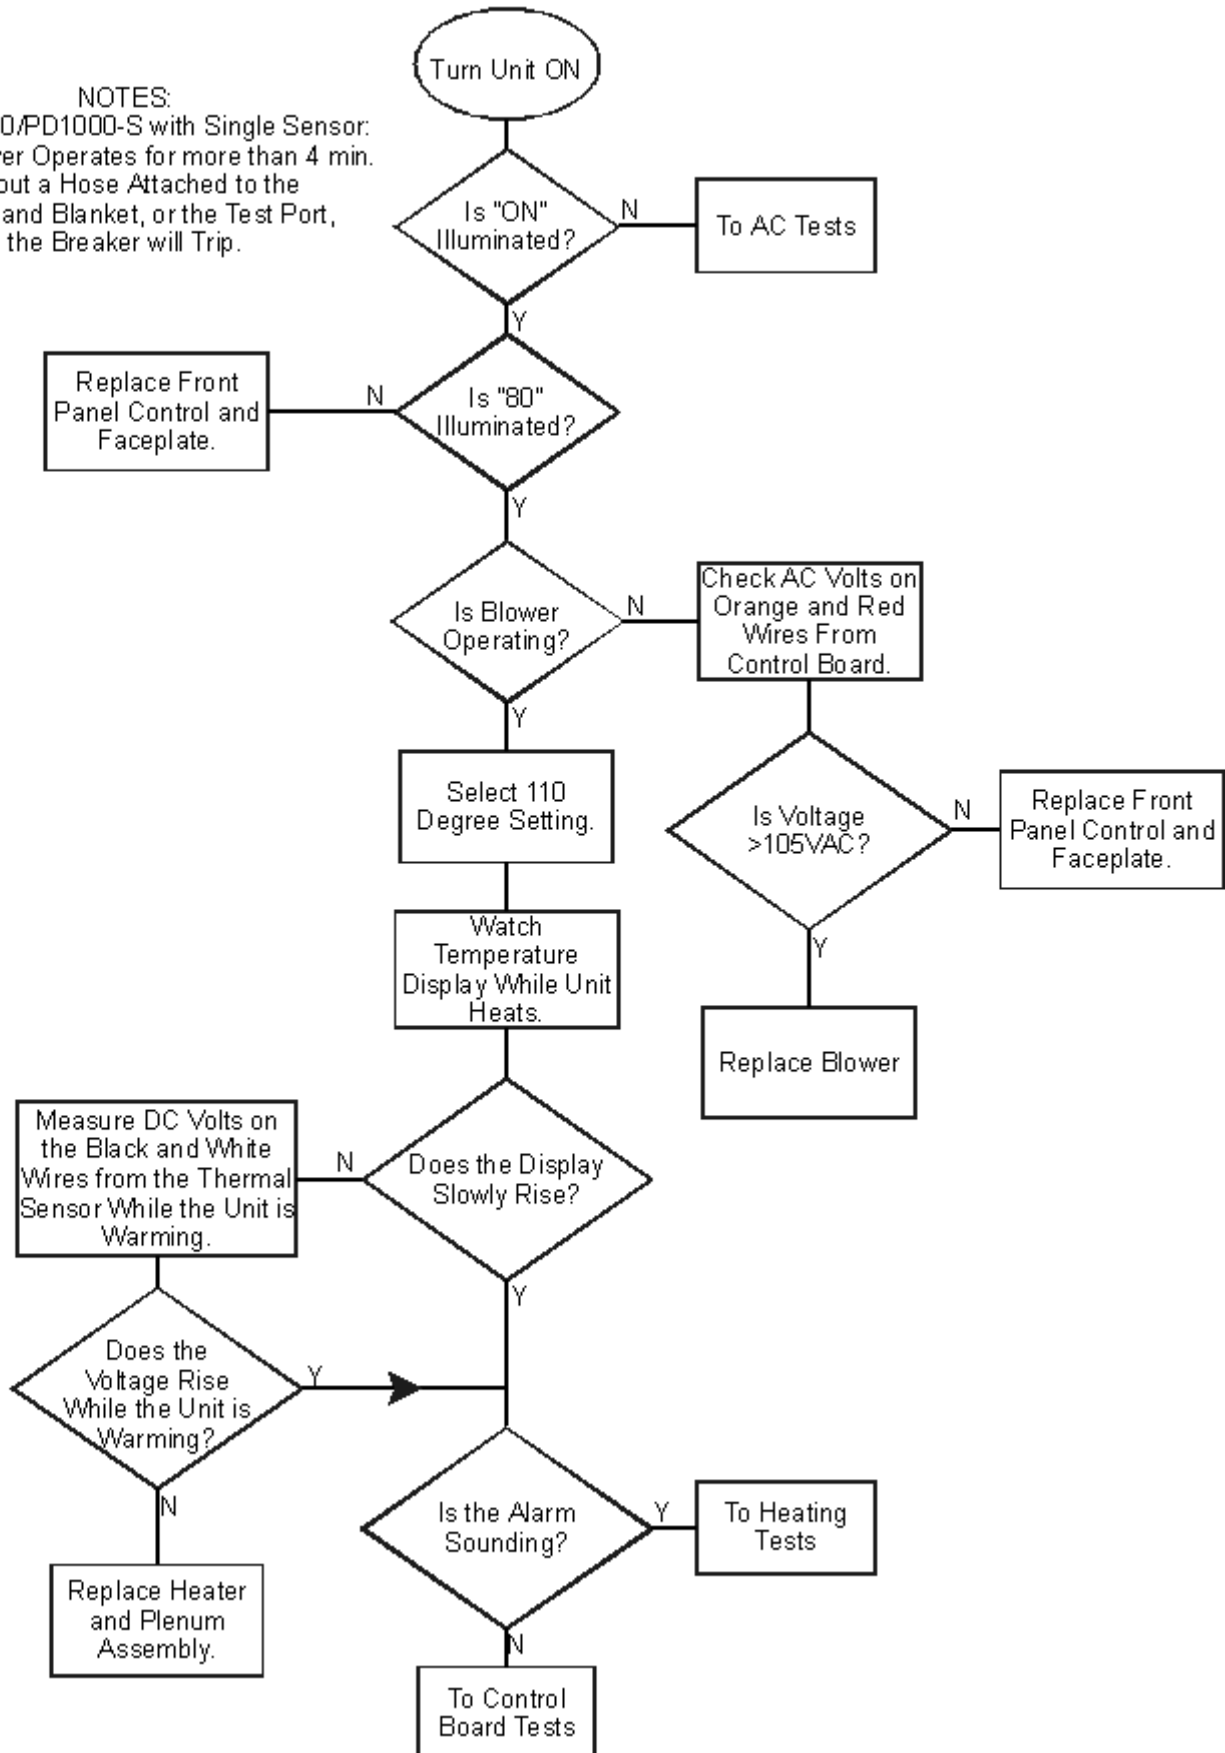 Turn Unit ON
NOTES:
0/PD1000-S with Single Sensor:
er Operates for more than 4 min.
out a Hose Attached to the
and Blanket, or the Test Port,
the Breaker will Trip.
Is "ON"
Illuminated?
N
To AC Tests
Y
Replace Front
Panel Control and
Faceplate.
N
Is "80"
Illuminated?
Y
Is Blower
Operating?
N
Check AC Volts on
Orange and Red
Wires From
Control Board.
Y
Select 110
Degree Setting.
Is Voltage
>105VAC?
N
Replace Front
Panel Control and
Faceplate.
Y
Replace Blower
Watch
Temperature
Display While Unit
Heats.
Does the Display
Slowly Rise?
N
Measure DC Volts on
the Black and White
Wires from the Thermal
Sensor While the Unit is
Warming.
Y
Does the
Voltage Rise
While the Unit is
Warming?
Y
N
Replace Heater
and Plenum
Assembly.
Is the Alarm
Sounding?
Y
To Heating
Tests
N
To Control
Board Tests